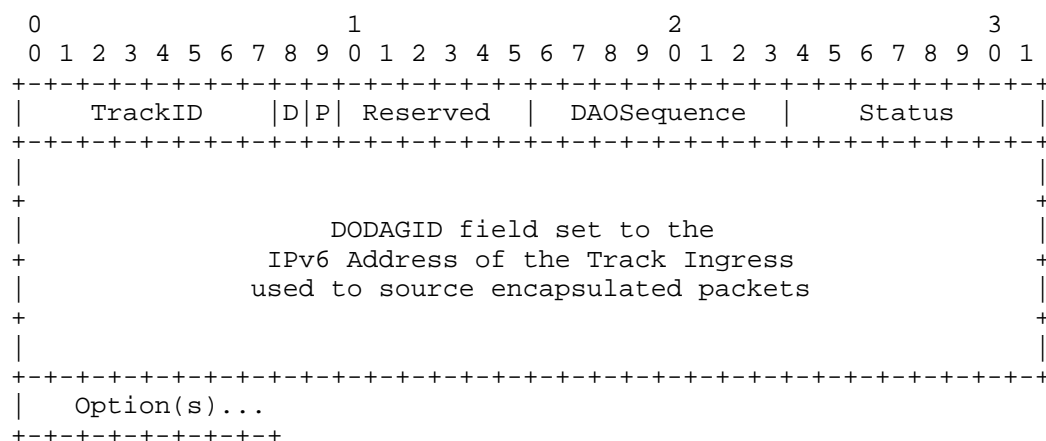 0                   1                   2                   3
 0 1 2 3 4 5 6 7 8 9 0 1 2 3 4 5 6 7 8 9 0 1 2 3 4 5 6 7 8 9 0 1
+-+-+-+-+-+-+-+-+-+-+-+-+-+-+-+-+-+-+-+-+-+-+-+-+-+-+-+-+-+-+-+-+
|    TrackID    |D|P| Reserved  |  DAOSequence  |    Status     |
+-+-+-+-+-+-+-+-+-+-+-+-+-+-+-+-+-+-+-+-+-+-+-+-+-+-+-+-+-+-+-+-+
|                                                               |
+                                                               +
|                   DODAGID field set to the                    |
+               IPv6 Address of the Track Ingress               +
|              used to source encapsulated packets              |
+                                                               +
|                                                               |
+-+-+-+-+-+-+-+-+-+-+-+-+-+-+-+-+-+-+-+-+-+-+-+-+-+-+-+-+-+-+-+-+
|   Option(s)...
+-+-+-+-+-+-+-+-+